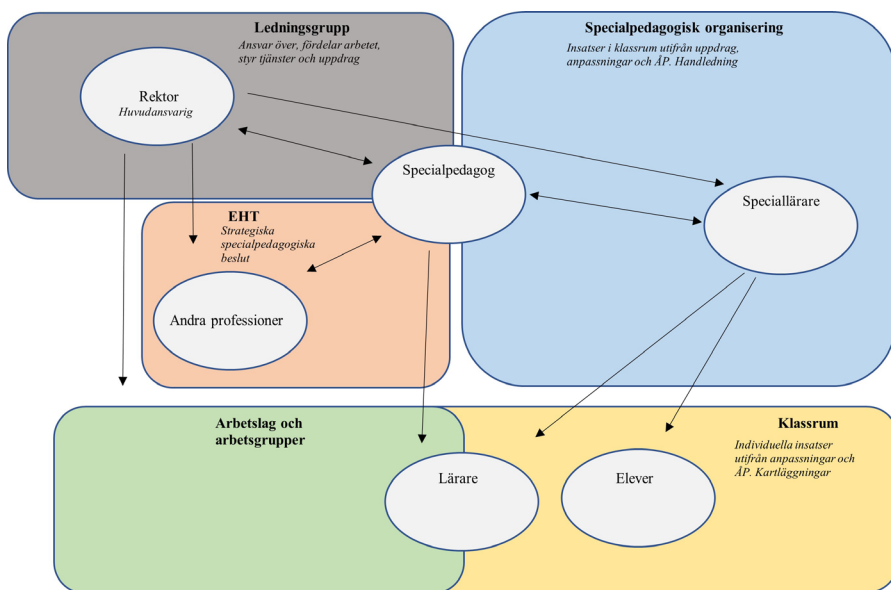 Ledningsgrupp
Ansvar över, fördelar arbetet,
styr tjänster och uppdrag
Rektor
Huvudansvarig
Specialpedagogisk organisering
Insatser i klassrum utifrån uppdrag,
anpassningar och ÅP. Handledning
Specialpedagog
Speciallärare
EHT
Strategiska
specialpedagogiska
beslut
Andra professioner
Arbetslag och
arbetsgrupper
Klassrum
Individuella insatser
utifrån anpassningar och
ÅP. Kartläggningar
Lärare
Elever